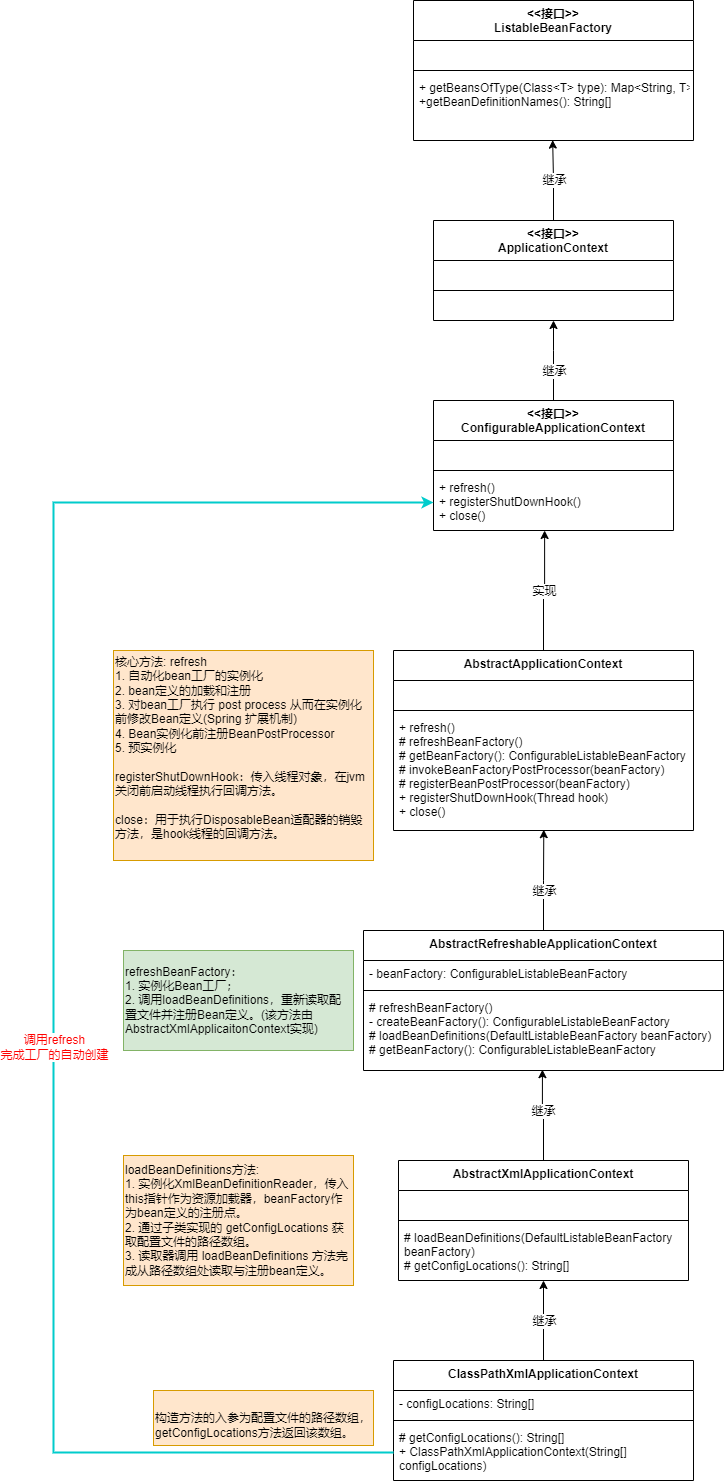 <<接口>>
ListableBeanFactory
+ getBeansOfType(Class<T> type): Map<String, T>
+getBeanDefinitionNames(): String[]
继承
<<接口>>
ApplicationContext
继承
<<接口>>
ConfigurableApplicationContext
+ refresh()
+ registerShutDownHook()
+ close()
实现
核心方法: refresh
1. 自动化bean工厂的实例化
2. bean定义的加载和注册
3. 对bean工厂执行 post process 从而在实例化
前修改Bean定义(Spring 扩展机制)
4. Bean实例化前注册BeanPostProcessor
5. 预实例化
registerShutDownHook：传入线程对象，在jvm
关闭前启动线程执行回调方法。
close：用于执行DisposableBean适配器的销毁
方法，是hook线程的回调方法。
AbstractApplicationContext
+ refresh()
# refreshBeanFactory()
# getBeanFactory(): ConfigurableListableBeanFactory
# invokeBeanFactoryPostProcessor(beanFactory)
# registerBeanPostProcessor(beanFactory)
+ registerShutDownHook(Thread hook)
+ close()
继承
refreshBeanFactory：
1. 实例化Bean工厂；
2. 调用loadBeanDefinitions，重新读取配
置文件并注册Bean定义。(该方法由
AbstractXmlApplicaitonContext实现)
AbstractRefreshableApplicationContext
- beanFactory: ConfigurableListableBeanFactory
# refreshBeanFactory()
- createBeanFactory(): ConfigurableListableBeanFactory
# loadBeanDefinitions(DefaultListableBeanFactory beanFactory)
# getBeanFactory(): ConfigurableListableBeanFactory
调用refresh
完成工厂的自动创建
继承
loadBeanDefinitions方法:
1. 实例化XmlBeanDefinitionReader，传入
this指针作为资源加载器，beanFactory作
为bean定义的注册点。
2. 通过子类实现的 getConfigLocations 获
取配置文件的路径数组。
3. 读取器调用 loadBeanDefinitions 方法完
成从路径数组处读取与注册bean定义。
AbstractXmlApplicationContext
# loadBeanDefinitions(DefaultListableBeanFactory
beanFactory)
# getConfigLocations(): String[]
继承
构造方法的入参为配置文件的路径数组，
getConfigLocations方法返回该数组。
ClassPathXmlApplicationContext
- configLocations: String[]
# getConfigLocations(): String[]
+ ClassPathXmlApplicationContext(String[]
configLocations)